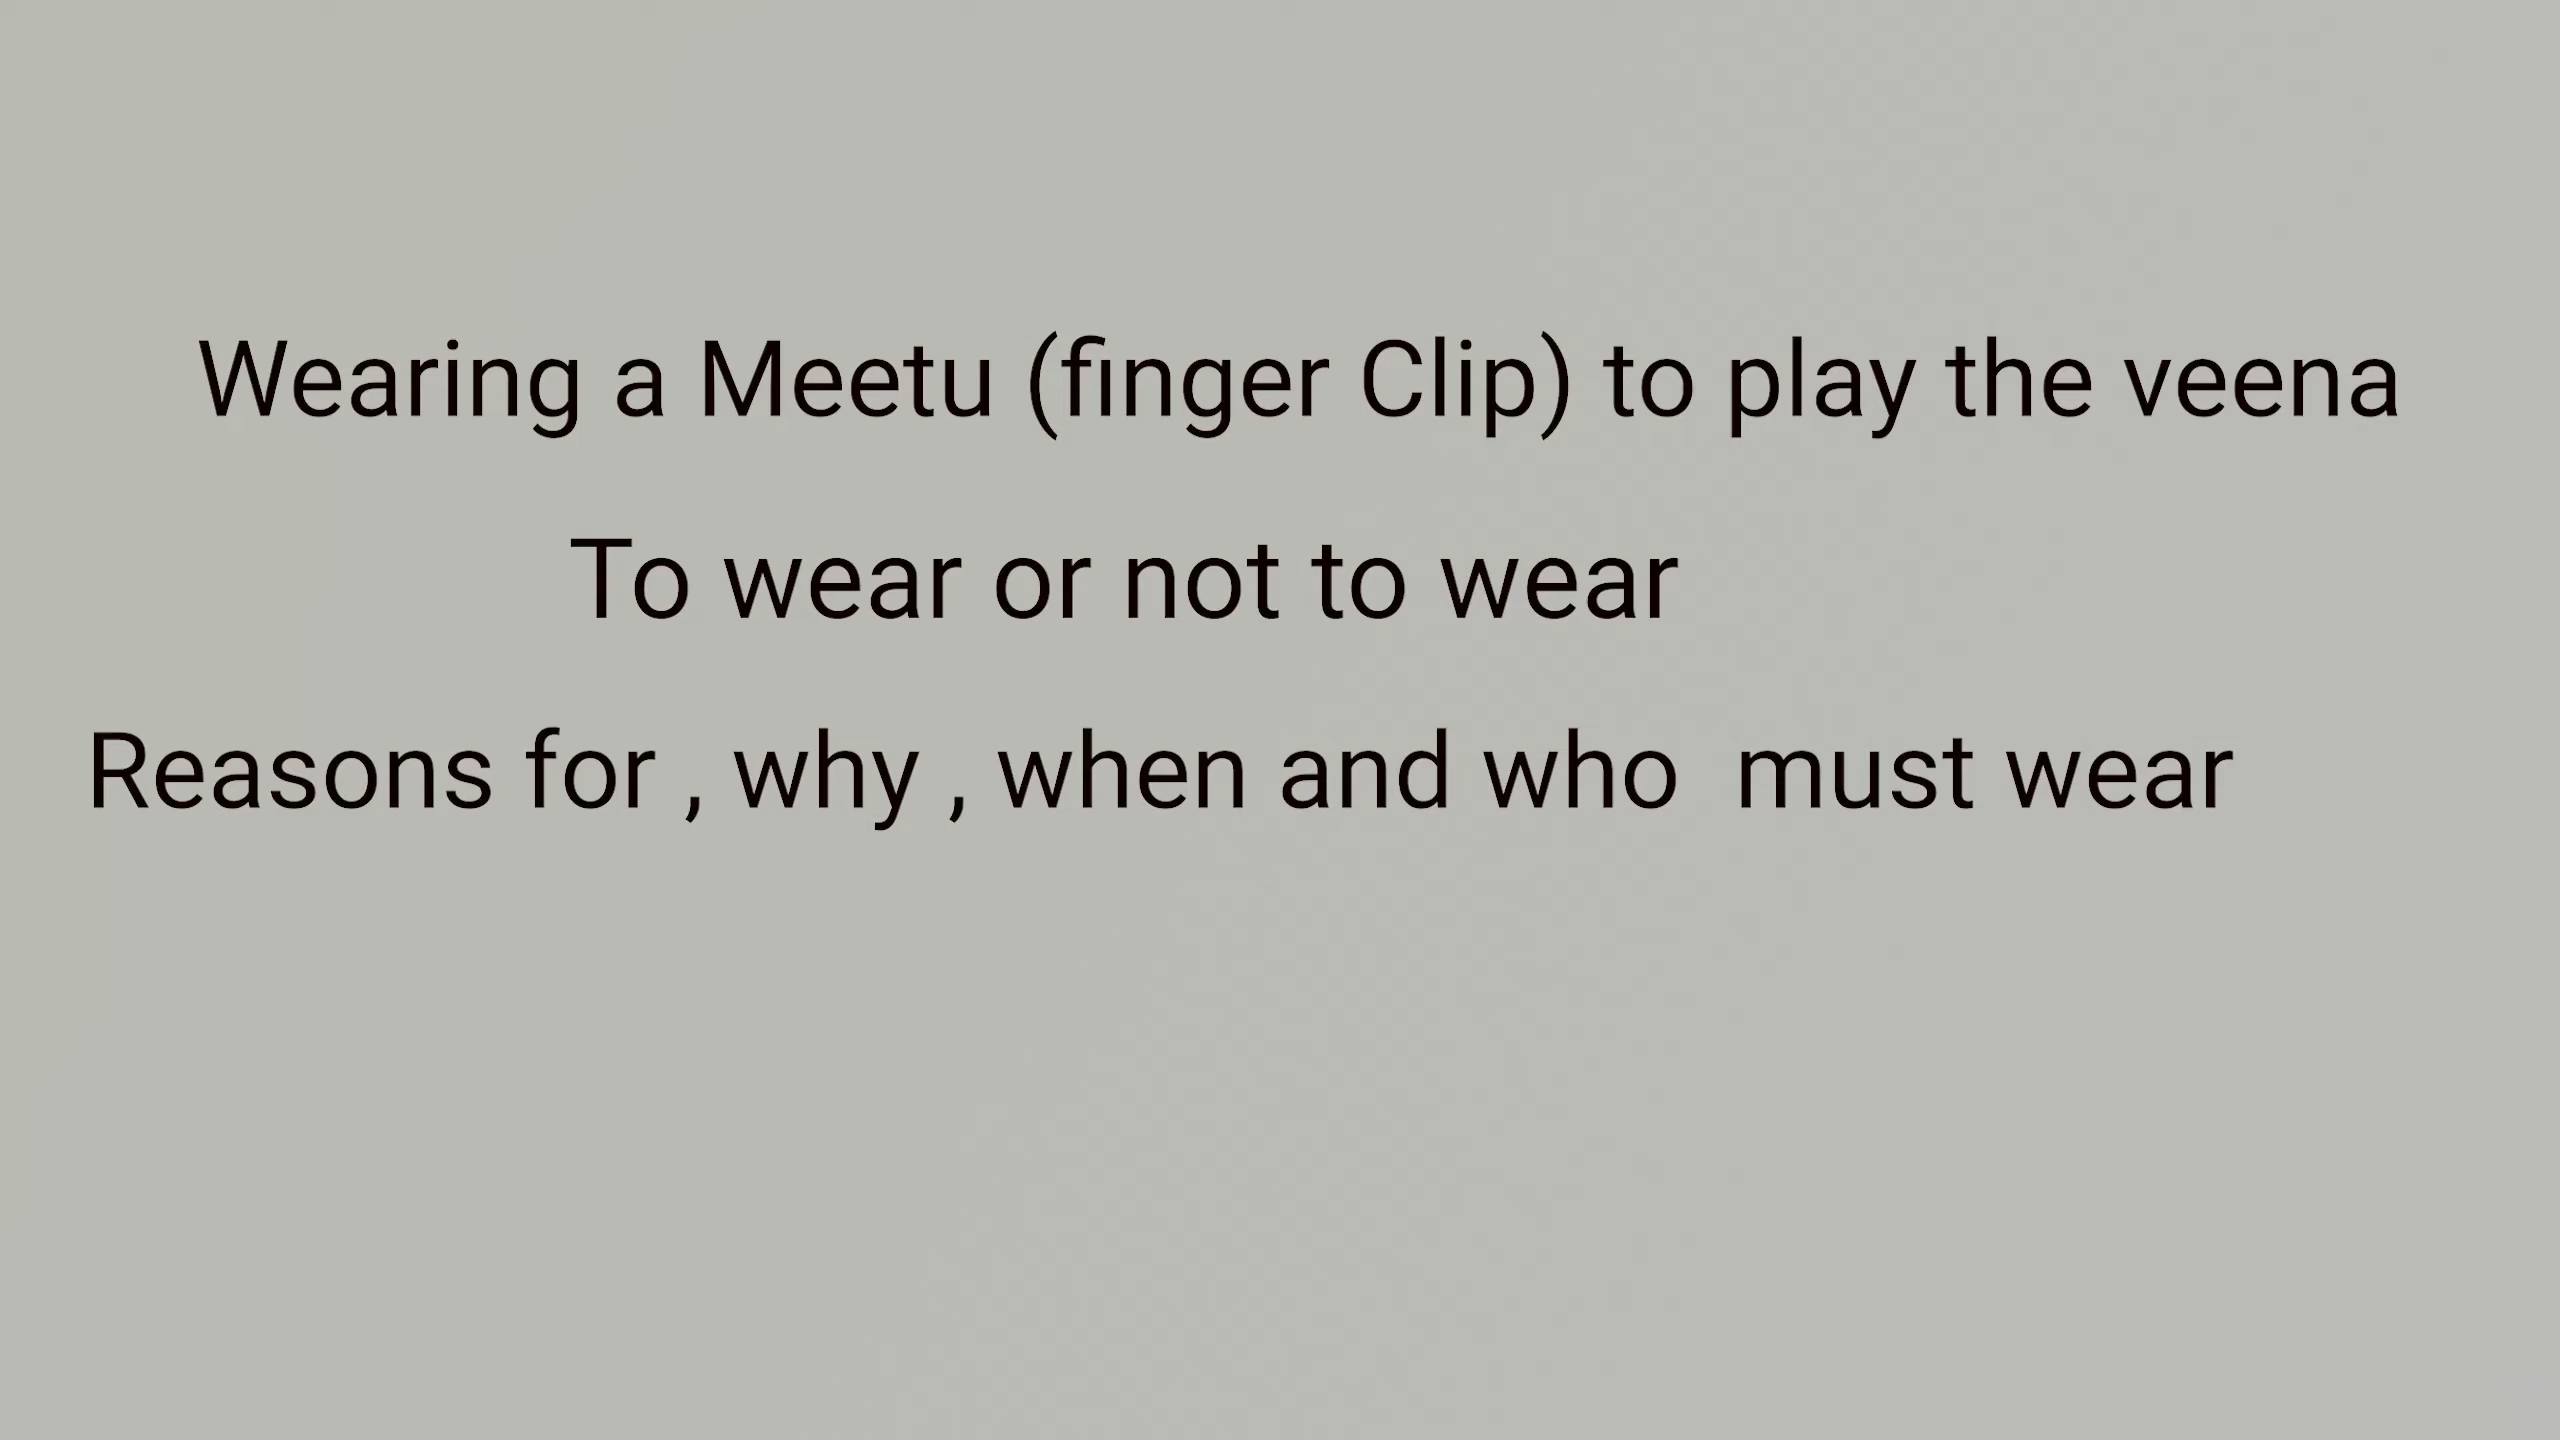 Wearing a Meetu (finger Clip) to play the veena
To wear or not to wear
Reasons for , why , when and who  must wear